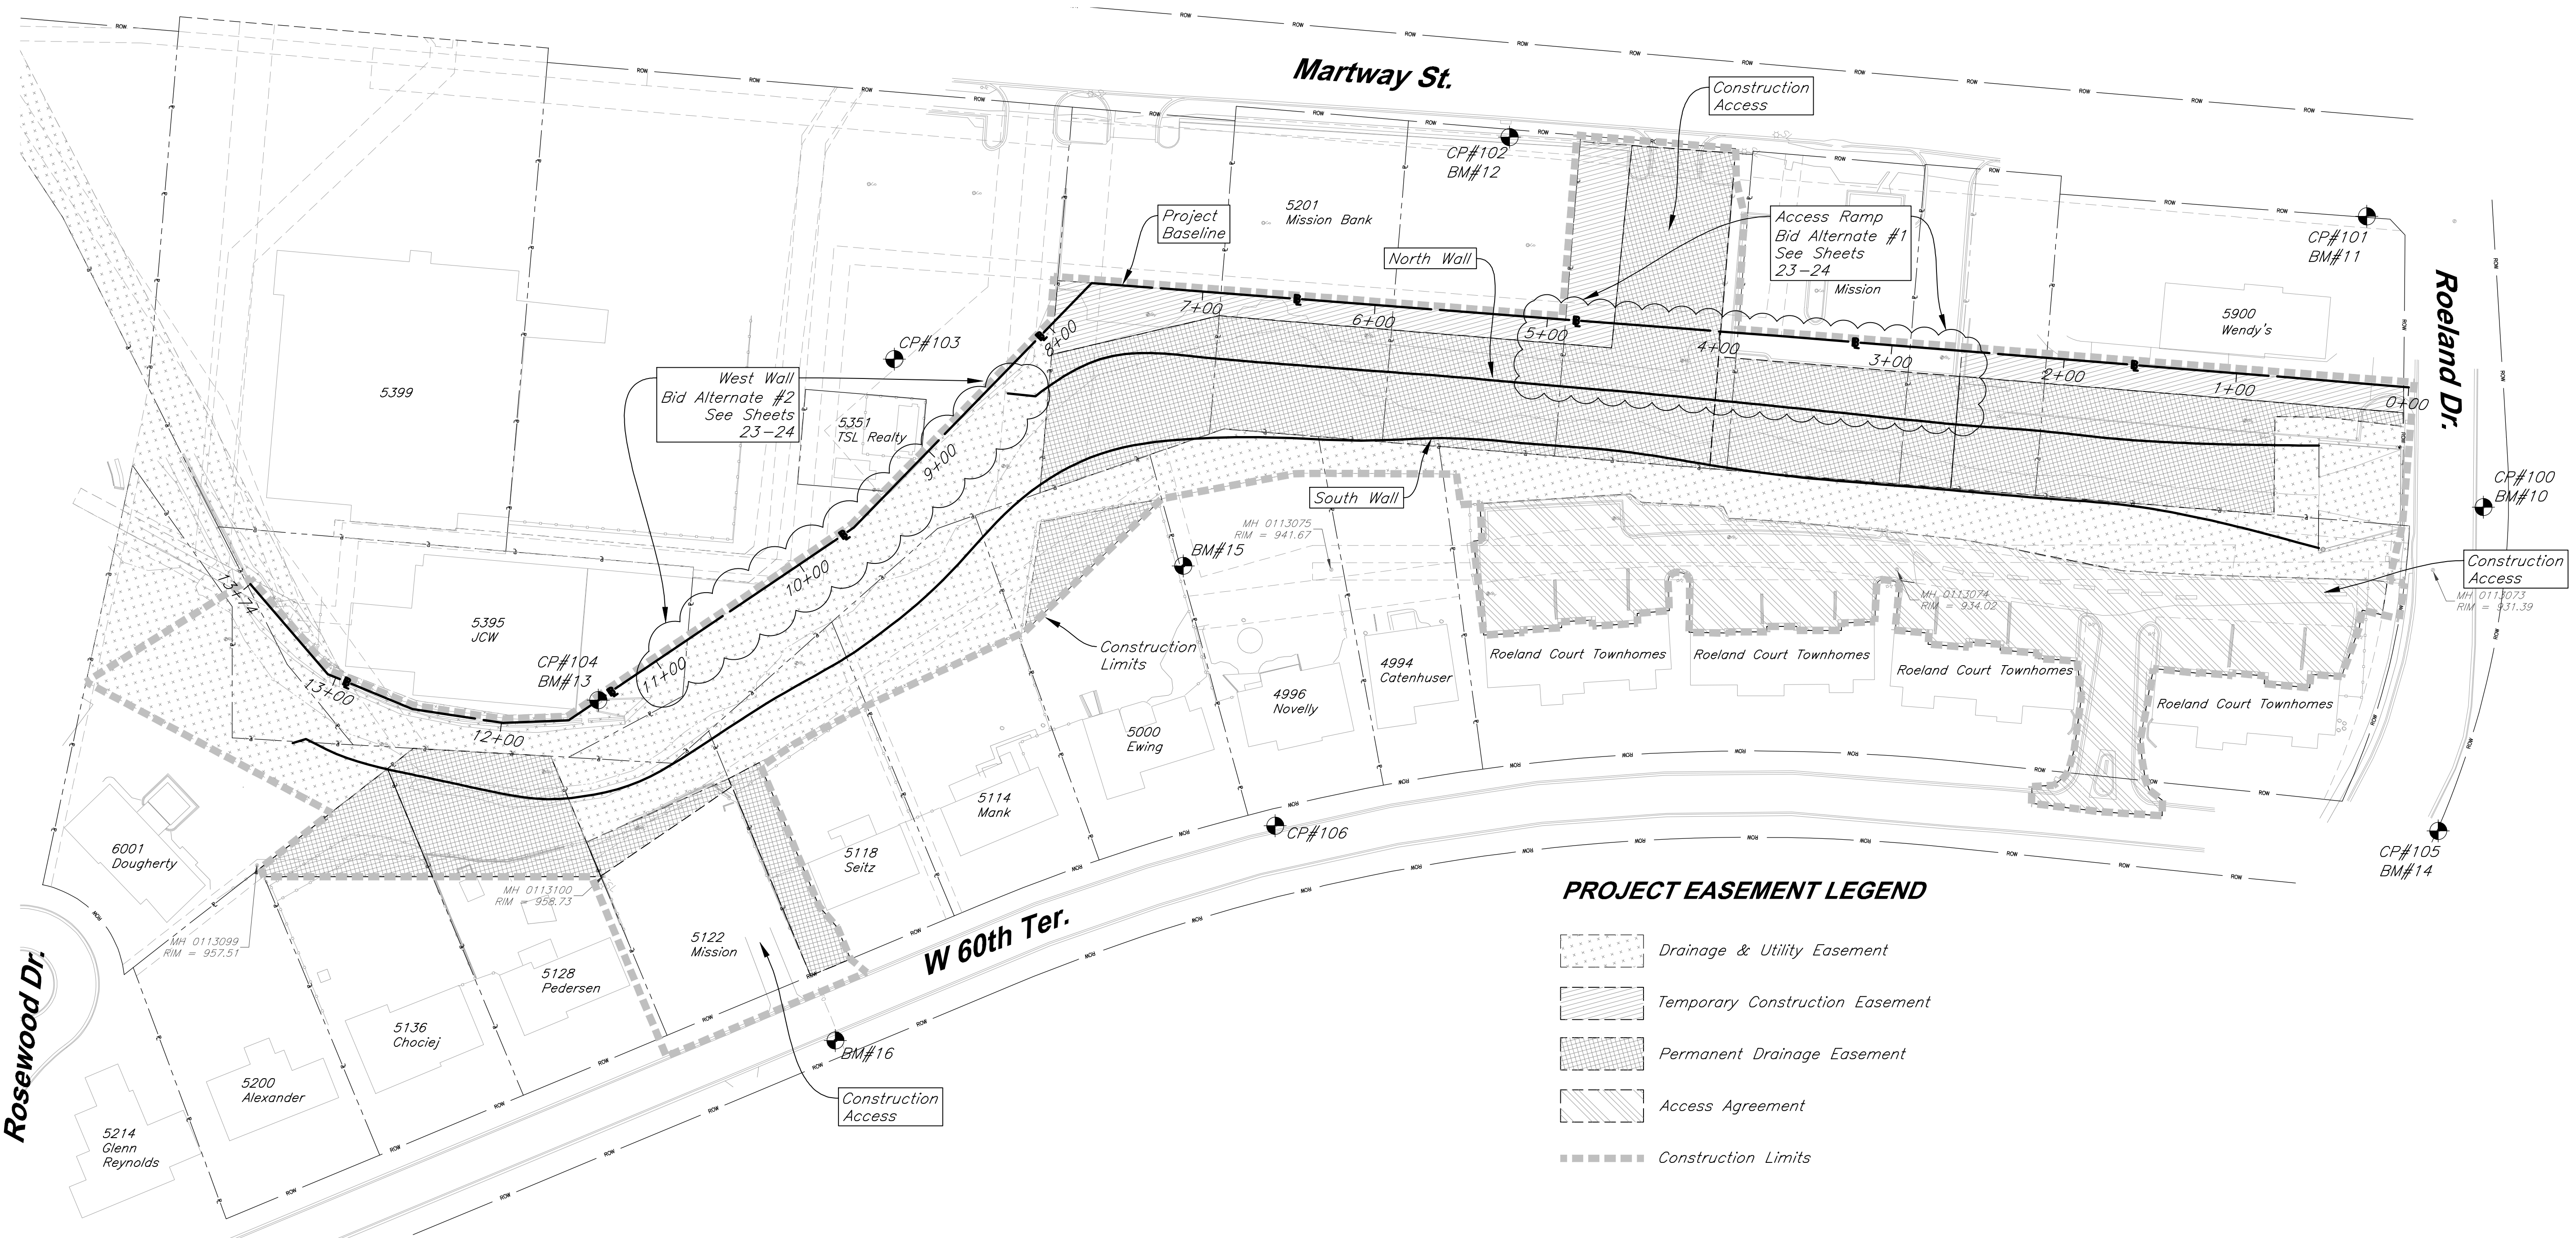 Martway St.
Construction
Access
CP#102
BM#12
5201
Mission Bank
Project
Baseline
North Wall
Access Ramp
Bid Alternate #1
See Sheets
23-24
Mission
CP#101
BM#11
5900
Wendy's
Roeland Dr.
CP#103
West Wall
Bid Alternate #2
See Sheets
23-24
5351
TSL Realty
5399
8+00
7+00
6+00
5+00
4+00
3+00
2+00
1+00
0+00
9+00
10+00
11+00
12+00
13+00
13+74
South Wall
CP#100
BM#10
MH 0113075
RIM = 941.67
BM#15
Construction
Access
MH 0113074
RIM = 934.02
MH 0113073
RIM = 931.39
5395
JCW
CP#104
BM#13
Construction
Limits
4994
Catenhuser
4996
Novelly
5000
Ewing
Roeland Court Townhomes
Roeland Court Townhomes
Roeland Court Townhomes
Roeland Court Townhomes
5114
Mank
5118
Seitz
CP#106
CP#105
BM#14
6001
Dougherty
MH 0113100
RIM = 958.73
MH 0113099
RIM = 957.51
5122
Mission
5128
Pedersen
5136
Chociej
5200
Alexander
5214
Glenn
Reynolds
W 60th Ter.
Rosewood Dr.
BM#16
Construction
Access
PROJECT EASEMENT LEGEND
Drainage & Utility Easement
Temporary Construction Easement
Permanent Drainage Easement
Access Agreement
Construction Limits
ROW